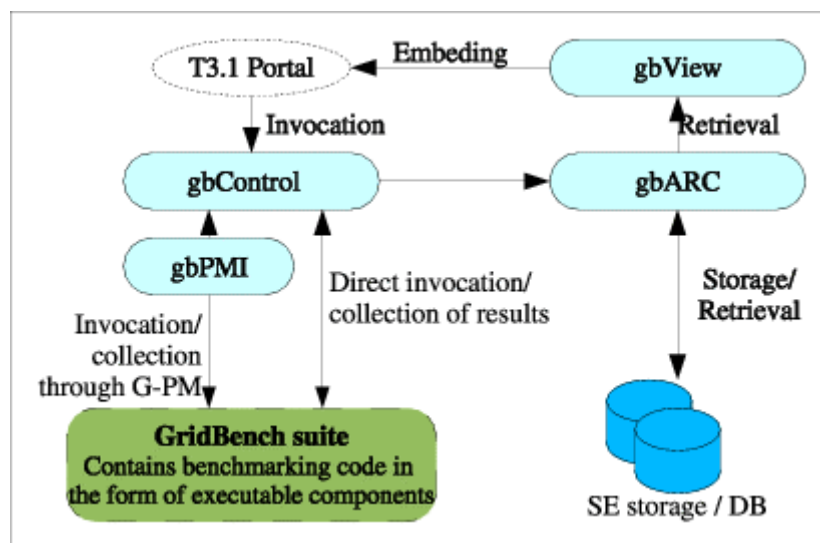 Embeding
T3.1 Portal
gbView
Invocation
Retrieval
gbControl
gbARC
gbPMI
Direct invocation/
collection of results
Storage/
Retrieval
Invocation/
collection
through G-PM
GridBench suite
Contains benchmarking code in
the form of executable components
SE storage / DB